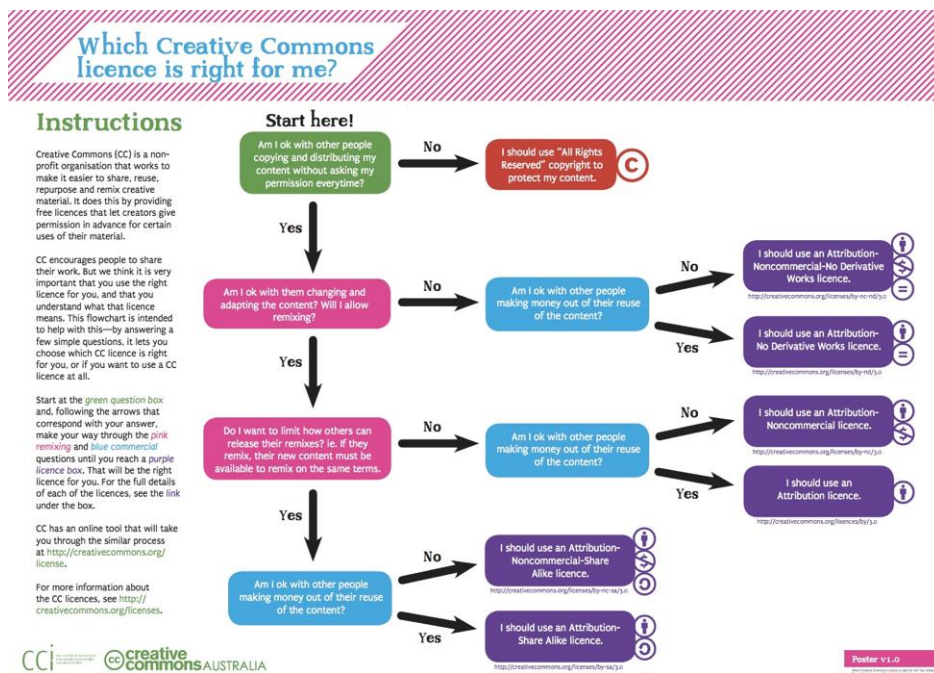 Which Creative Commons
licence is right for me?
Instructions
Creative Commons (CC) is a non-
profit organisation that works to
make it easier to share, reuse,
repurpose and remix creative
material. It does this by providing
free licences that let creators give
permission in advance for certain
uses of their material.
CC encourages people to share
their work. But we think it is very
important that you use the right
licence for you, and that you
understand what that licence
means. This flowchart is intended
to help with this—by answering a
few simple questions, it lets you
choose which CC licence is right
for you, or if you want to use a CC
licence at all.
Start at the green question box
and, following the arrows that
correspond with your answer,
make your way through the pink
remixing and blue commercial
questions until you reach a
purple licence box. That will be the right
licence for you. For the full details
of each of the licences, see the link
under the box.
CC has an online tool that will take
you through the similar process
at http://creativecommons.org/
license.
For more information about
the CC licences, see http://
creativecommons.org/licenses.
Start here!
Am I ok with other people
copying and distributing my
content without asking my
permission everytime?
No
I should use "All Rights
Reserved" copyright to
protect my content.
C
Yes
Am I ok with them changing and
adapting the content? Will I allow
remixing?
No
Am I ok with other people
making money out of their reuse
of the content?
No
I should use an Attribution-
Noncommercial-No Derivative
Works licence.
http://creativecommons.org/licenses/by-nc-nd/3.0
Yes
I should use an Attribution-
No Derivative Works licence.
http://creativecommons.org/licenses/by-nd/3.0
Yes
Do I want to limit how others can
release their remixes? ie. If they
remix, their new content must be
available to remix on the same terms.
No
Am I ok with other people
making money out of their reuse
of the content?
No
I should use an Attribution-
Noncommercial licence.
http://creativecommons.org/licenses/by-nc/3.0
Yes
I should use an
Attribution licence.
http://creativecommons.org/lisences/by/3.0
Yes
Am I ok with other people
making money out of their reuse
of the content?
No
I should use an Attribution-
Noncommercial-Share
Alike licence.
http://creativecommons.org/licenses/by-nc-sa/3.0
Yes
I should use an Attribution-
Share Alike licence.
http://creativecommons.org/licenses/by-sa/3.0
CCi
cc creative
commons AUSTRALIA
Poster v1.0